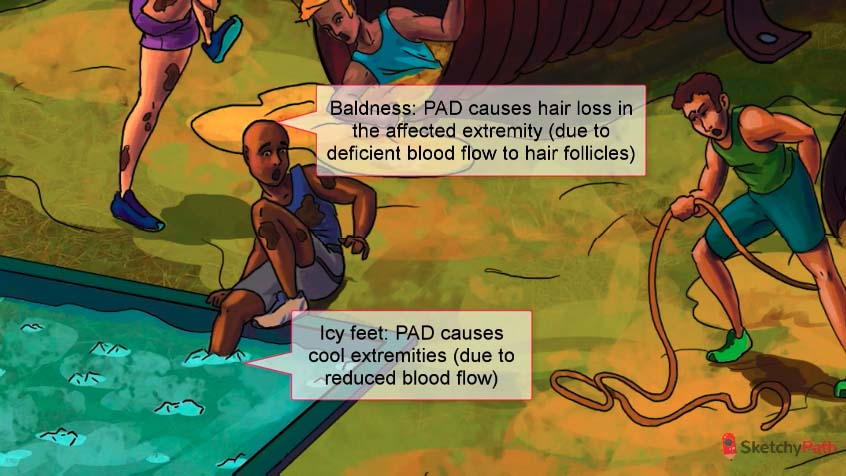 Baldness: PAD causes hair loss in
the affected extremity (due to
deficient blood flow to hair follicles)
Icy feet: PAD causes
cool extremities (due to
reduced blood flow)
SketchyPath